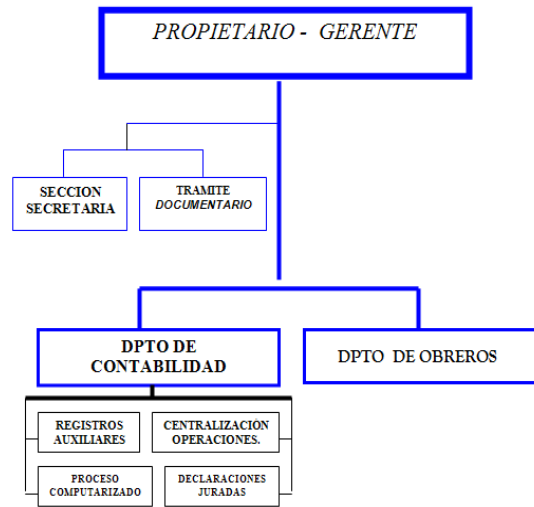 PROPIETARIO - GERENTE
SECCION
SECRETARIA
TRAMITE
DOCUMENTARIO
DPTO DE
CONTABILIDAD
DPTO DE OBREROS
REGISTROS
AUXILIARES
CENTRALIZACIÓN
OPERACIONES.
PROCESO
COMPUTARIZADO
DECLARACIONES
JURADAS